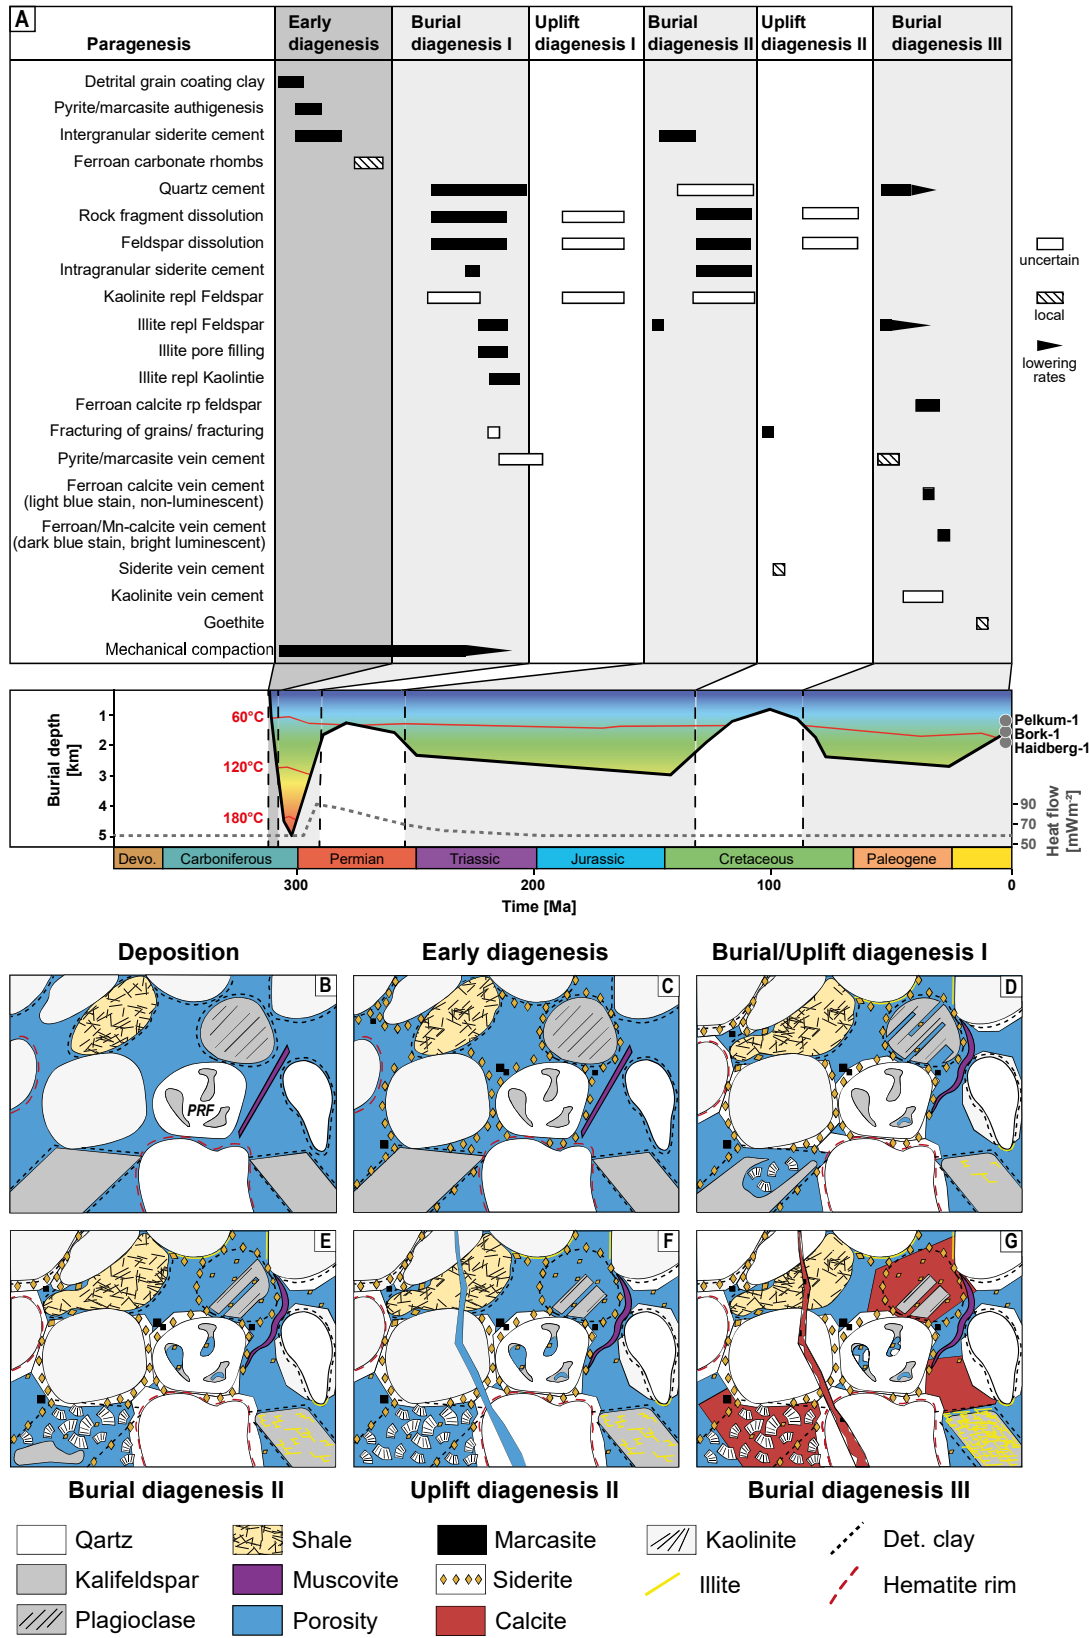 A
Paragenesis
Early
diagenesis
Burial
diagenesis I
Uplift
diagenesis I
Burial
diagenesis II
Uplift
diagenesis II
Burial
diagenesis III
Detrital grain coating clay
Pyrite/marcasite authigenesis
Intergranular siderite cement
Ferroan carbonate rhombs
Quartz cement
Rock fragment dissolution
Feldspar dissolution
Intragranular siderite cement
Kaolinite repl Feldspar
Illite repl Feldspar
Illite pore filling
Illite repl Kaolintie
Ferroan calcite rp feldspar
Fracturing of grains/ fracturing
Pyrite/marcasite vein cement
Ferroan calcite vein cement
(light blue stain, non-luminescent)
Ferroan/Mn-calcite vein cement
(dark blue stain, bright luminescent)
Siderite vein cement
Kaolinite vein cement
Goethite
Mechanical compaction
uncertain
local
lowering
rates
Burial depth
[km]
1
2
3
4
5
60°C
120°C
180°C
Pelkum-1
Bork-1
Haidberg-1
90
70
50
Heat flow
[mWm-2]
Devo.
Carboniferous
Permian
Triassic
Jurassic
Cretaceous
Paleogene
300
200
100
0
Time [Ma]
Deposition
Early diagenesis
Burial/Uplift diagenesis I
B
PRF
C
D
E
F
G
Burial diagenesis II
Uplift diagenesis II
Burial diagenesis III
Qartz
Shale
Marcasite
Kaolinite
Det. clay
Kalifeldspar
Muscovite
Siderite
Illite
Hematite rim
Plagioclase
Porosity
Calcite